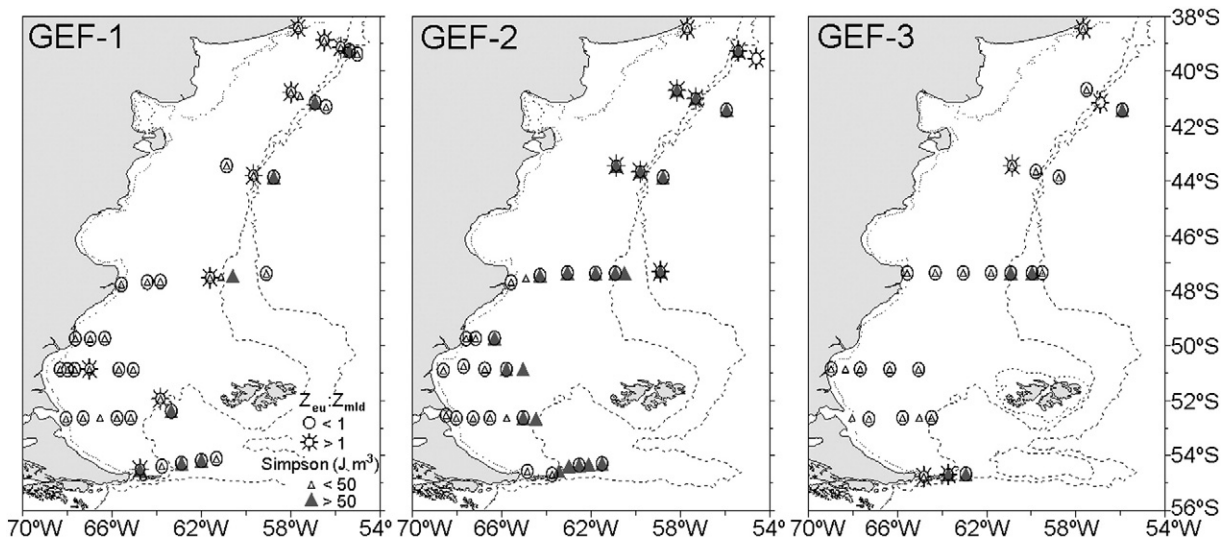 GEF-1
GEF-2
GEF-3
38°S
40°S
42°S
44°S
46°S
48°S
50°S
52°S
54°S
56°S
Zeu:Zmld
< 1
> 1
Simpson (J m³)
< 50
> 50
70°W 66°W 62°W 58°W 54°
70°W 66°W 62°W 58°W 54°W
70°W 66°W 62°W 58°W 54°W